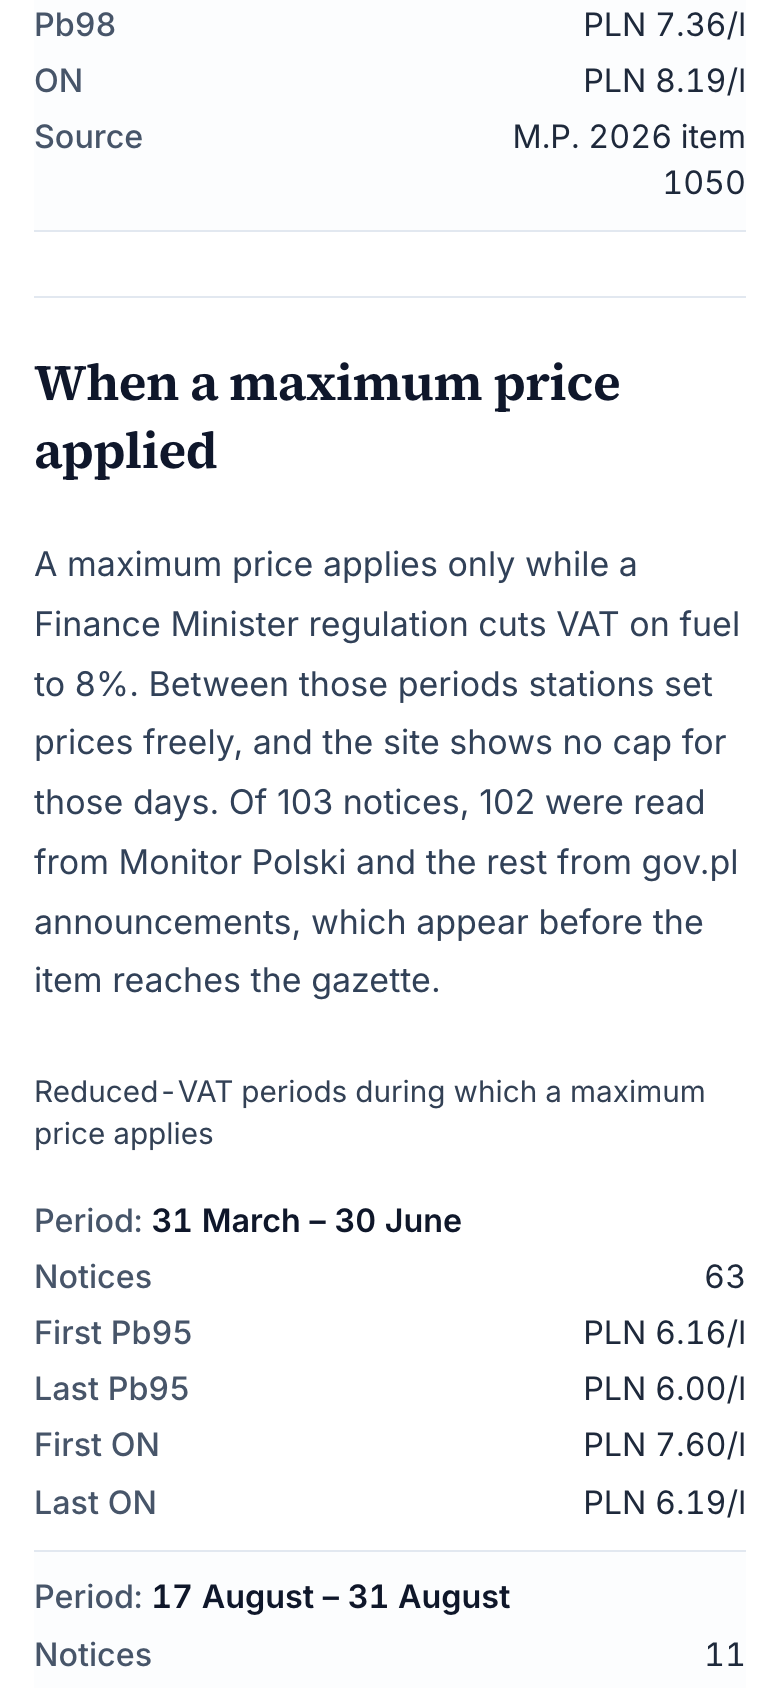 Pb98 PLN 7.36/l
ON PLN 8.19/l
Source M.P. 2026 item
1050
When a maximum price
applied
A maximum price applies only while a
Finance Minister regulation cuts VAT on fuel
to 8%. Between those periods stations set
prices freely, and the site shows no cap for
those days. Of 103 notices, 102 were read
from Monitor Polski and the rest from gov.pl
announcements, which appear before the
item reaches the gazette.
Reduced-VAT periods during which a maximum
price applies
Period: 31 March – 30 June
Notices 63
First Pb95 PLN 6.16/l
Last Pb95 PLN 6.00/l
First ON PLN 7.60/l
Last ON PLN 6.19/l
Period: 17 August – 31 August
Notices 11